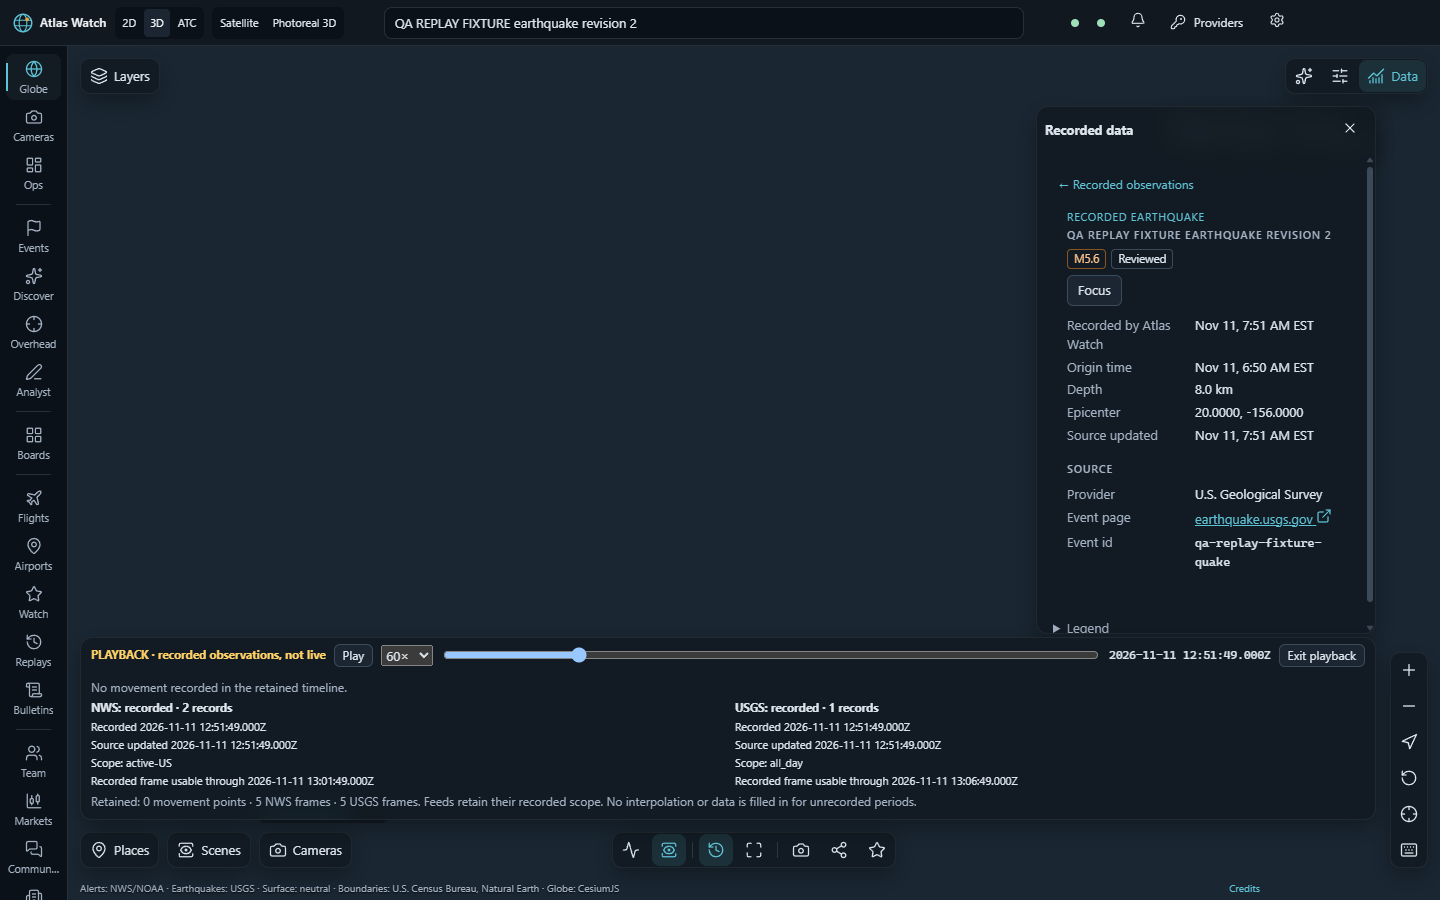 Atlas Watch
2D 3D ATC
Satellite Photoreal 3D
QA REPLAY FIXTURE earthquake revision 2
Providers
Globe
Cameras
Ops
Events
Discover
Overhead
Analyst
Boards
Flights
Airports
Watch
Replays
Bulletins
Team
Markets
Commun...
Layers
Data
Recorded data
← Recorded observations
RECORDED EARTHQUAKE
QA REPLAY FIXTURE EARTHQUAKE REVISION 2
M5.6 Reviewed
Focus
Recorded by Atlas Watch Nov 11, 7:51 AM EST
Origin time Nov 11, 6:50 AM EST
Depth 8.0 km
Epicenter 20.0000, -156.0000
Source updated Nov 11, 7:51 AM EST
SOURCE
Provider U.S. Geological Survey
Event page earthquake.usgs.gov
Event id qa-replay-fixture-quake
Legend
PLAYBACK · recorded observations, not live Play 60× 2026-11-11 12:51:49.000Z Exit playback
No movement recorded in the retained timeline.
NWS: recorded · 2 records
Recorded 2026-11-11 12:51:49.000Z
Source updated 2026-11-11 12:51:49.000Z
Scope: active-US
Recorded frame usable through 2026-11-11 13:01:49.000Z
USGS: recorded · 1 records
Recorded 2026-11-11 12:51:49.000Z
Source updated 2026-11-11 12:51:49.000Z
Scope: all_day
Recorded frame usable through 2026-11-11 13:06:49.000Z
Retained: 0 movement points · 5 NWS frames · 5 USGS frames. Feeds retain their recorded scope. No interpolation or data is filled in for unrecorded periods.
Places Scenes Cameras
Alerts: NWS/NOAA · Earthquakes: USGS · Surface: neutral · Boundaries: U.S. Census Bureau, Natural Earth · Globe: CesiumJS
Credits